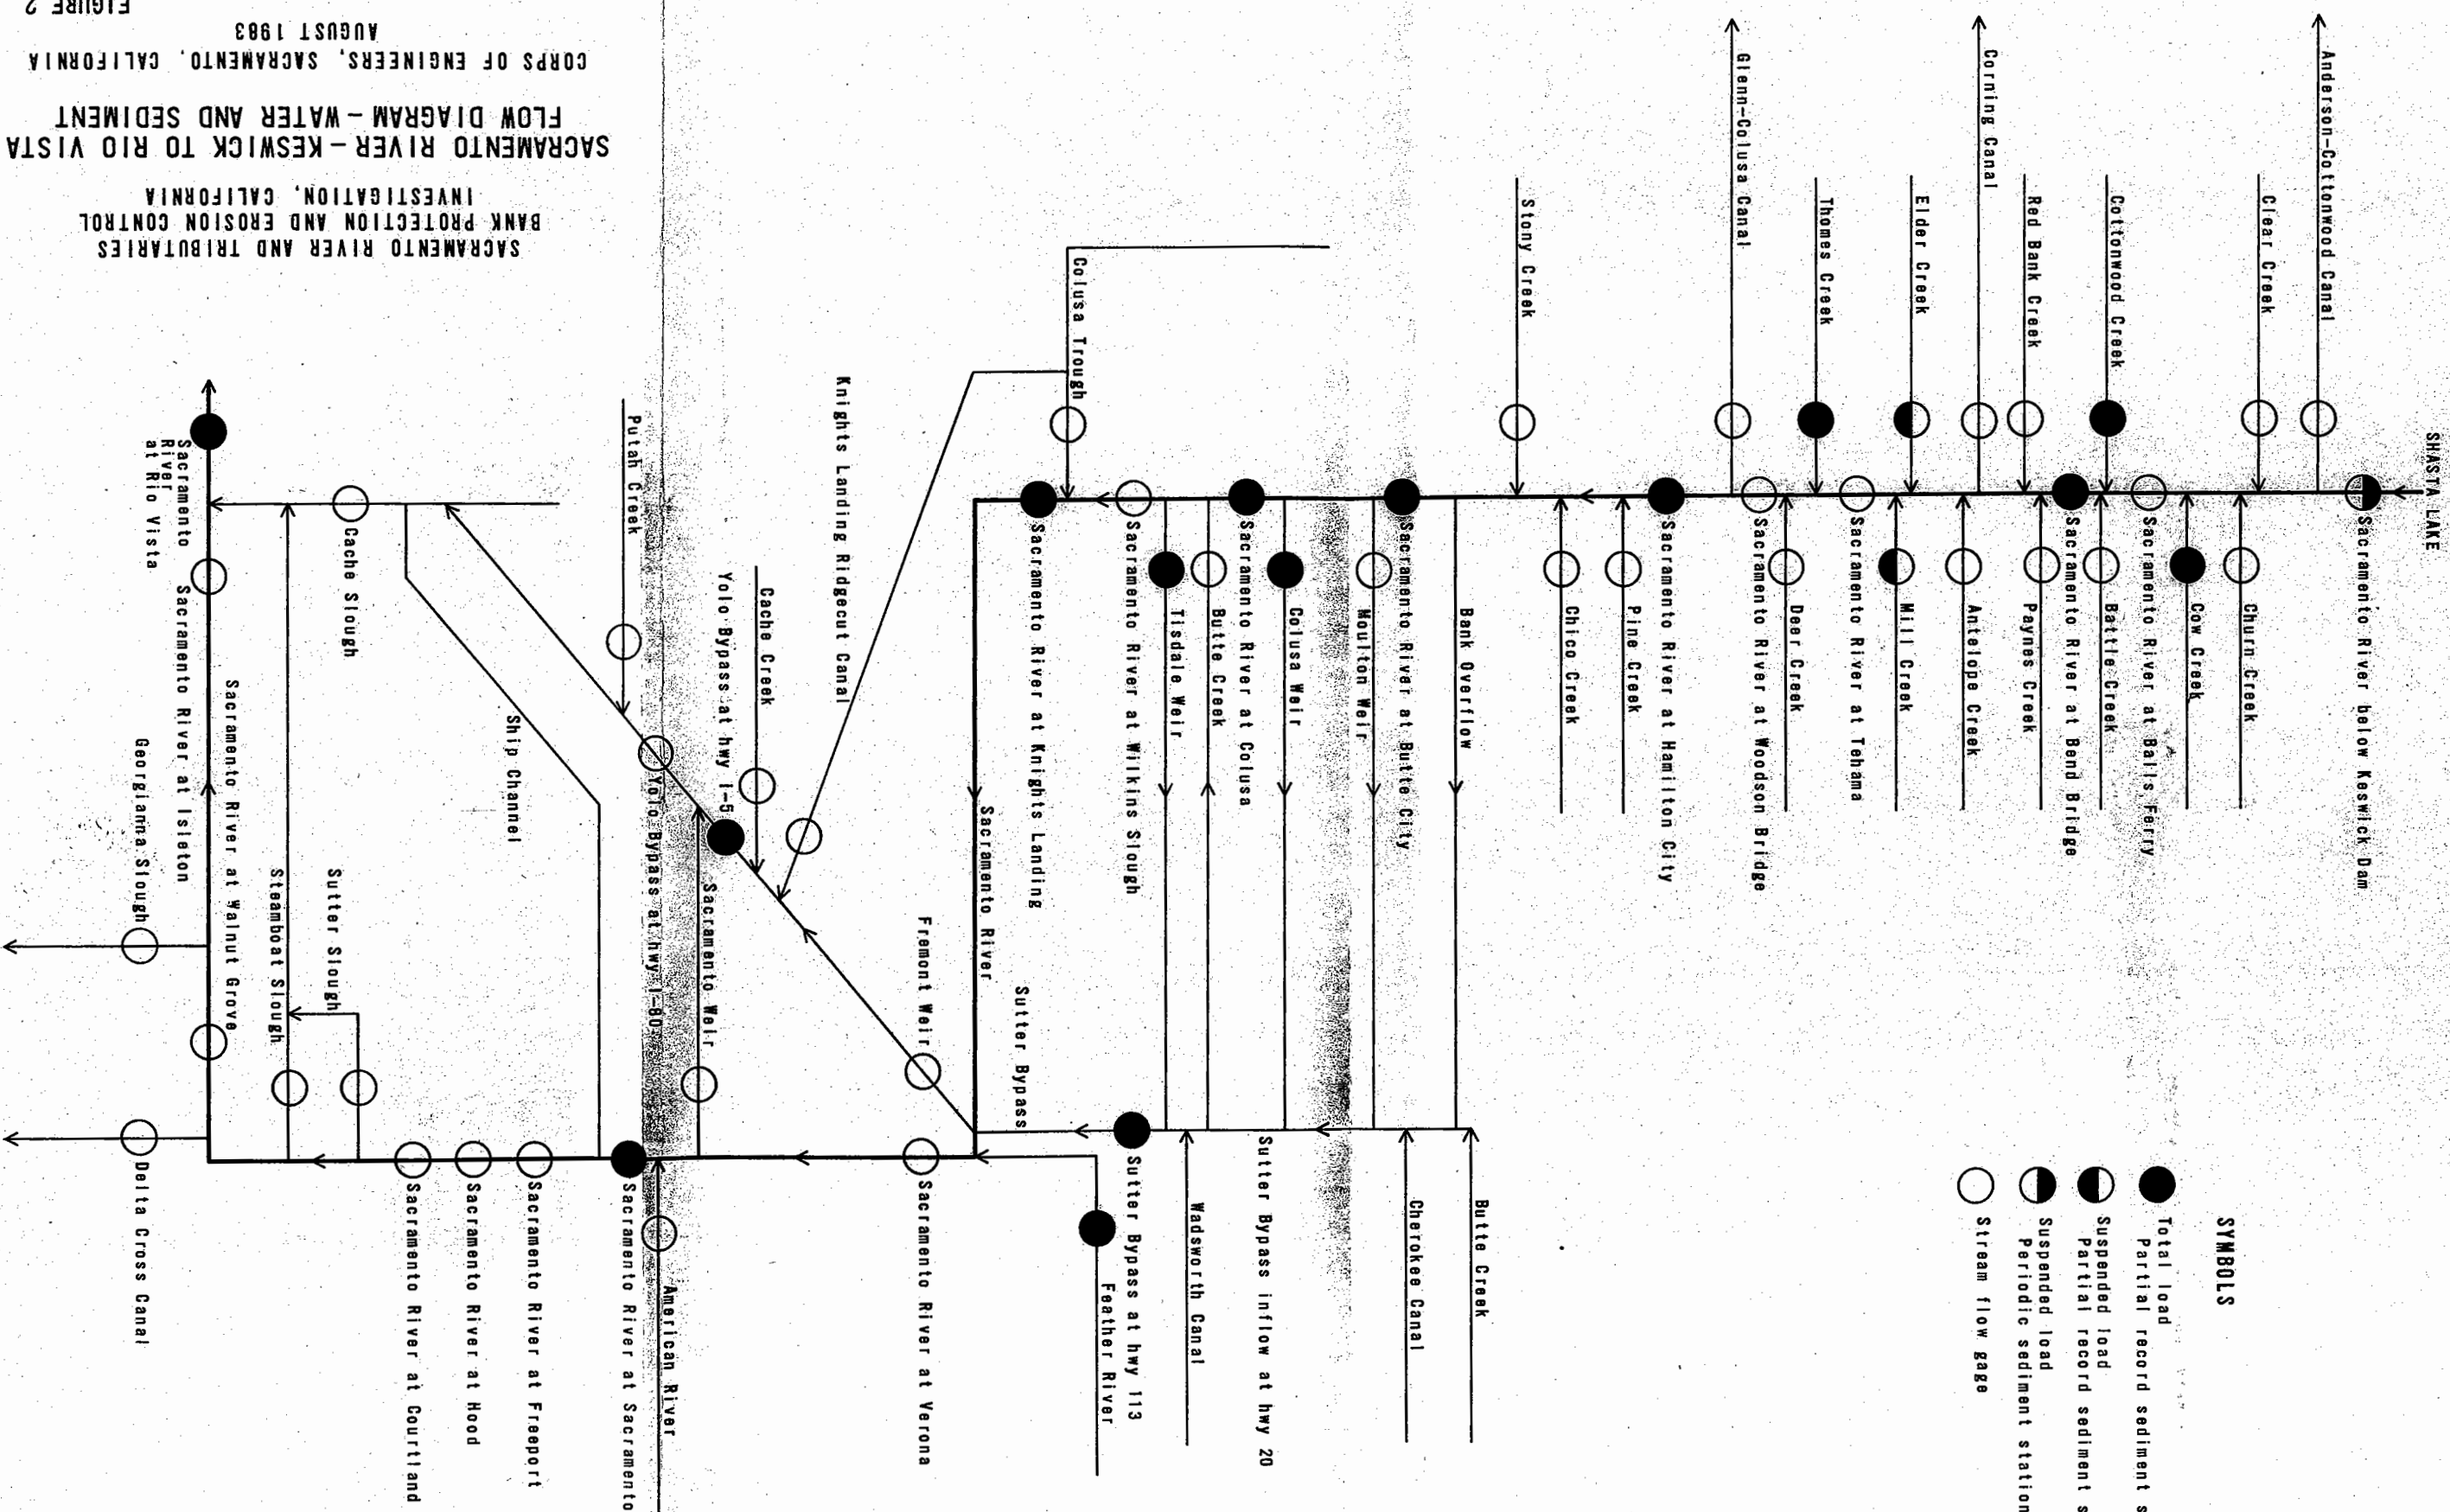 SHASTA LAKE
Sacramento River below Keswick Dam
Anderson-Cottonwood Canal
Clear Creek
Churn Creek
Cow Creek
Sacramento River at Balls Ferry
Cottonwood Creek
Battle Creek
Sacramento River at Bend Bridge
Paynes Creek
Red Bank Creek
Corning Canal
Antelope Creek
Elder Creek
Mill Creek
Sacramento River at Tehama
Thomes Creek
Deer Creek
Sacramento River at Woodson Bridge
Glenn-Colusa Canal
Sacramento River at Hamilton City
Pine Creek
Chico Creek
Stony Creek
Bank Overflow
Sacramento River at Butte City
Moulton Weir
Colusa Weir
Sacramento River at Colusa
Butte Creek
Tisdale Weir
Sacramento River at Wilkins Slough
Colusa Trough
Sacramento River at Knights Landing
Sacramento River
Sutter Bypass
Butte Creek
Cherokee Canal
Sutter Bypass inflow at hwy 20
Wadsworth Canal
Sutter Bypass at hwy 113
Feather River
Knights Landing Ridgecut Canal
Fremont Weir
Sacramento River at Verona
Cache Creek
Yolo Bypass at hwy I-5
Sacramento Weir
Yolo Bypass at hwy I-80
American River
Putah Creek
Sacramento River at Sacramento
Ship Channel
Sacramento River at Freeport
Sacramento River at Hood
Sacramento River at Courtland
Cache Slough
Sutter Slough
Steamboat Slough
Sacramento River at Walnut Grove
Sacramento River at Isleton
Georgianna Slough
Delta Cross Canal
Sacramento
River
at Rio Vista
SYMBOLS
Total load
Partial record sediment s
Suspended load
Partial record sediment s
Suspended load
Periodic sediment station
Stream flow gage
SACRAMENTO RIVER AND TRIBUTARIES
BANK PROTECTION AND EROSION CONTROL
INVESTIGATION, CALIFORNIA
SACRAMENTO RIVER-KESWICK TO RIO VISTA
FLOW DIAGRAM-WATER AND SEDIMENT
CORPS OF ENGINEERS, SACRAMENTO, CALIFORNIA
AUGUST 1983
FIGURE 2